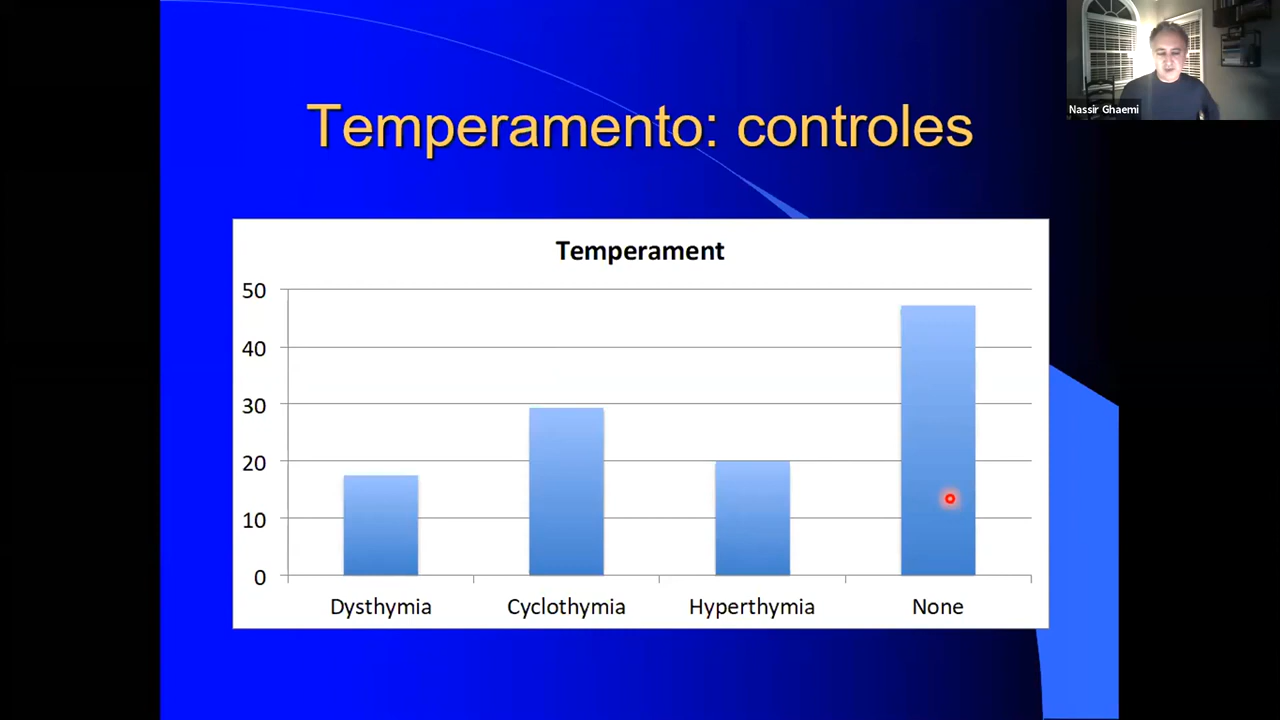 Temperamento: controles
Nassir Ghaemi
Temperament
50
40
30
20
10
0
Dysthymia Cyclothymia Hyperthymia None